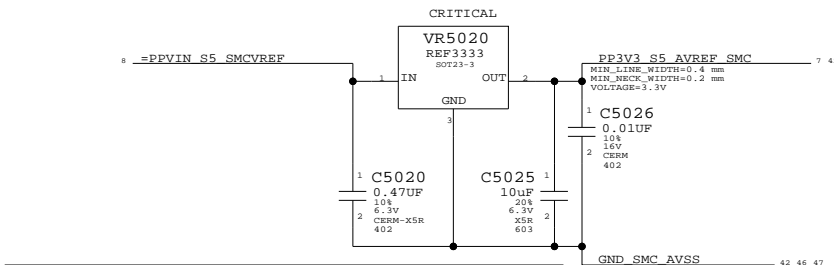 CRITICAL
VR5020
REF3333
SOT23-3
8 =PPVIN_S5_SMCVREF
PP3V3_S5_AVREF_SMC 7 4
MIN_LINE_WIDTH=0.4 mm
MIN_NECK_WIDTH=0.2 mm
VOLTAGE=3.3V
1 IN OUT 2
GND
3
1 C5026
0.01UF
10%
16V
2 CERM
402
1 C5020
0.47UF
10%
6.3V
2 CERM-X5R
402
C5025 1
10uF
20%
6.3V
X5R 2
603
GND_SMC_AVSS 42 46 47